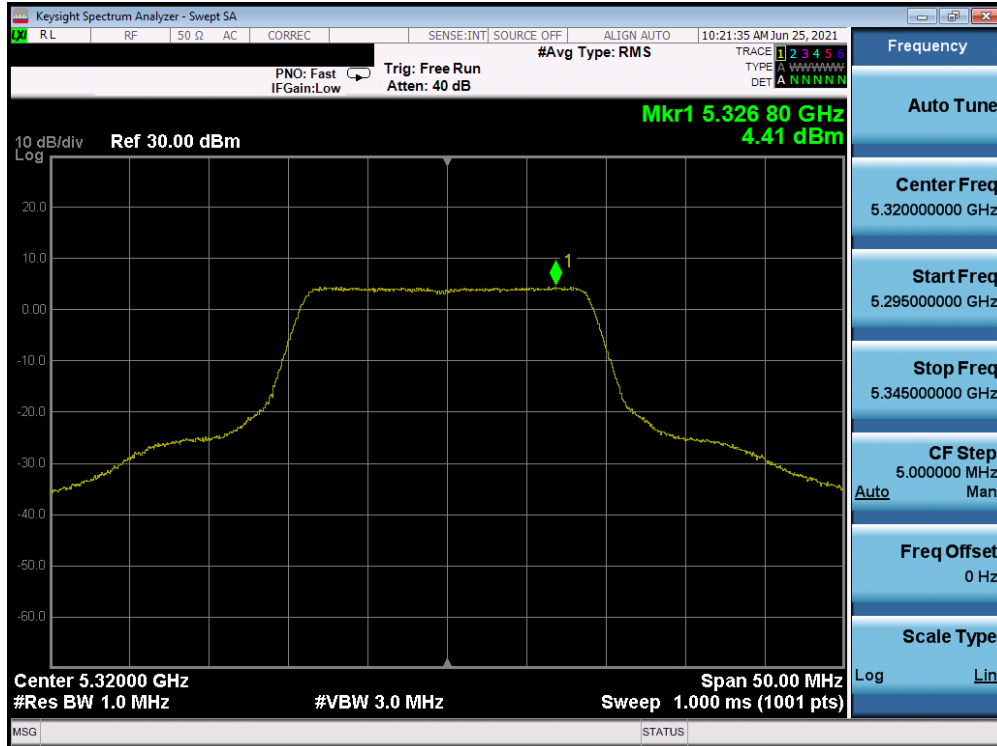 Keysight Spectrum Analyzer - Swept SA
LXI RL RF 50 Ω AC CORREC SENSE:INT SOURCE OFF ALIGN AUTO 10:21:35 AM Jun 25, 2021
#Avg Type: RMS
TRACE 1 2 3 4 5 6
TYPE A WWWWW
DET A N N N N N
PNO: Fast
IFGain:Low
Trig: Free Run
Atten: 40 dB
Mkr1 5.326 80 GHz
4.41 dBm
10 dB/div
Log
Ref 30.00 dBm
20.0
10.0
0.00
-10.0
-20.0
-30.0
-40.0
-50.0
-60.0
1
Center 5.32000 GHz
Span 50.00 MHz
#Res BW 1.0 MHz
#VBW 3.0 MHz
Sweep 1.000 ms (1001 pts)
MSG
STATUS
Frequency
Auto Tune
Center Freq
5.320000000 GHz
Start Freq
5.295000000 GHz
Stop Freq
5.345000000 GHz
CF Step
5.000000 MHz
Auto Man
Freq Offset
0 Hz
Scale Type
Log Lin